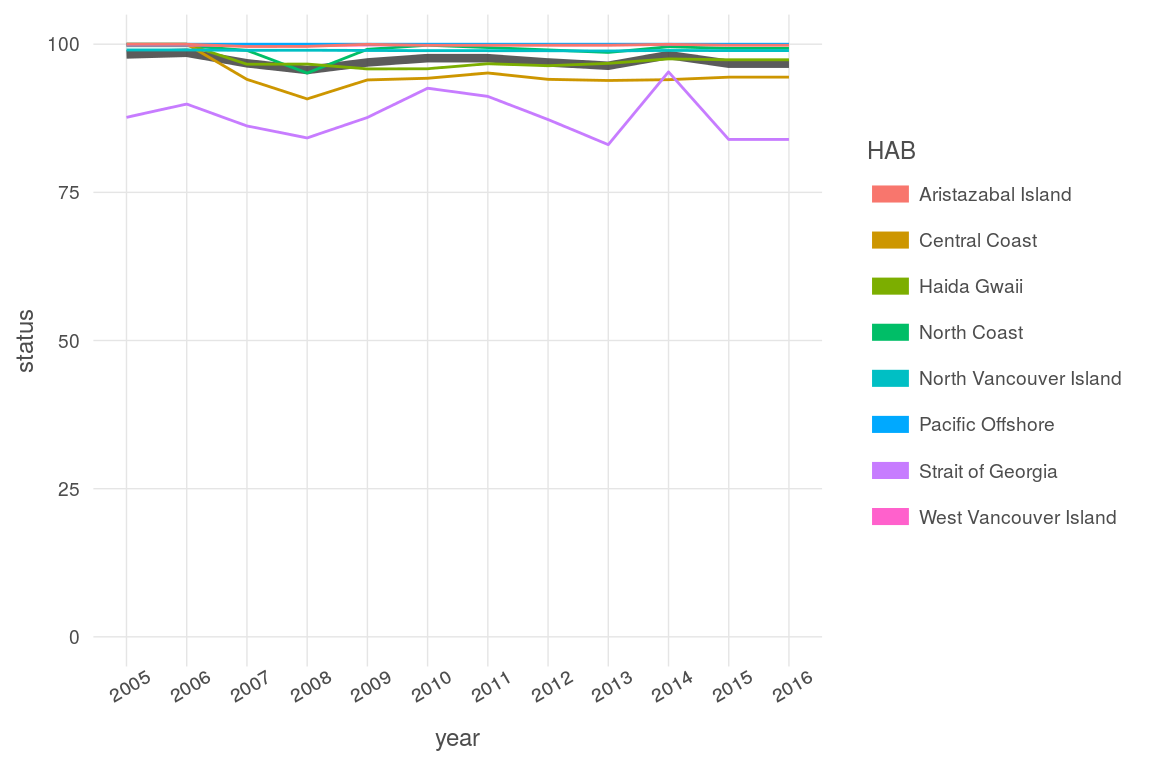 100
75
50
25
0
status
2005 2006 2007 2008 2009 2010 2011 2012 2013 2014 2015 2016
year
HAB
Aristazabal Island
Central Coast
Haida Gwaii
North Coast
North Vancouver Island
Pacific Offshore
Strait of Georgia
West Vancouver Island